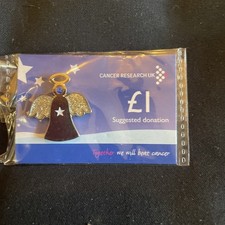 CANCER RESEARCH UK
£1
Suggested donation
Together we will beat cancer